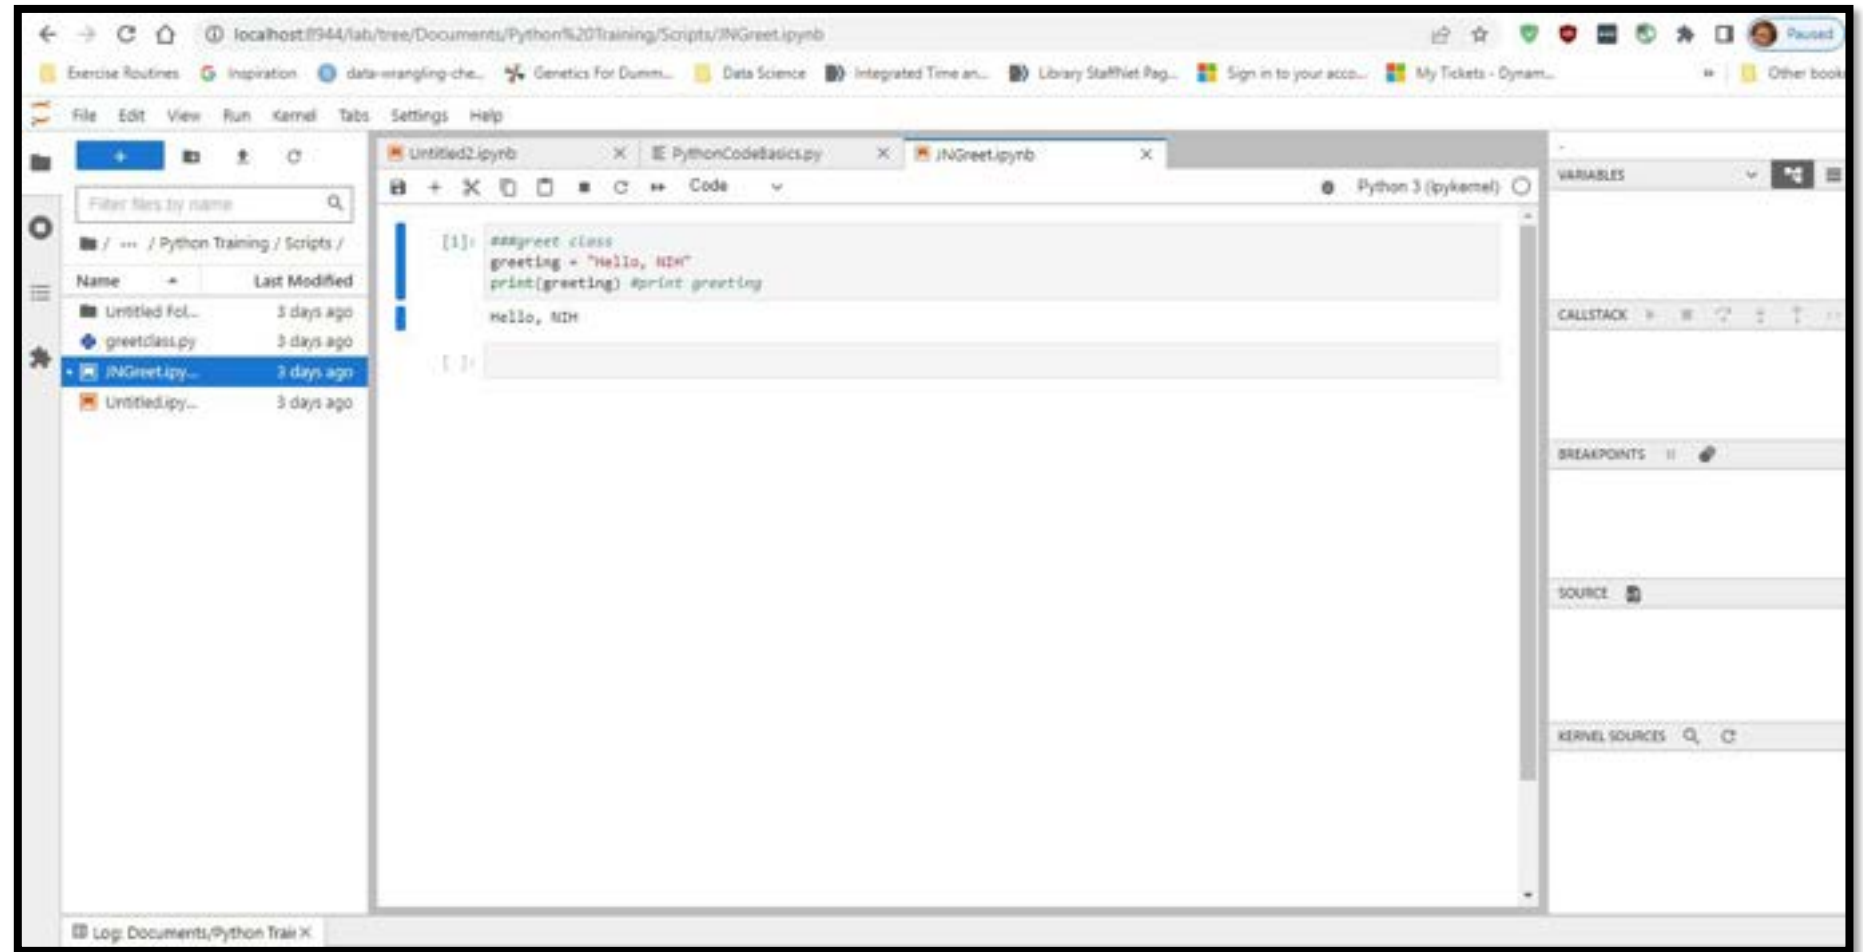 localhost:8944/lab/tree/Documents/Python%20Training/Scripts/JNGreet.ipynb
Paused
Exercise Routines Inspiration data-wrangling-che... Genetics For Dumm... Data Science Integrated Time an... Library StaffNet Pag... Sign in to your acco... My Tickets - Dynam... » Other book
File Edit View Run Kernel Tabs Settings Help
+
Filter files by name
/ ··· / Python Training / Scripts /
Name Last Modified
Untitled Fol... 3 days ago
greetclass.py 3 days ago
JNGreet.ipy... 3 days ago
Untitled.ipy... 3 days ago
Untitled2.ipynb PythonCodeBasics.py JNGreet.ipynb
Code Python 3 (ipykernel)
[1]: ###greet class
greeting = "Hello, NIH"
print(greeting) #print greeting
Hello, NIH
[ ]:
VARIABLES
CALLSTACK
BREAKPOINTS
SOURCE
KERNEL SOURCES
Log: Documents/Python Train